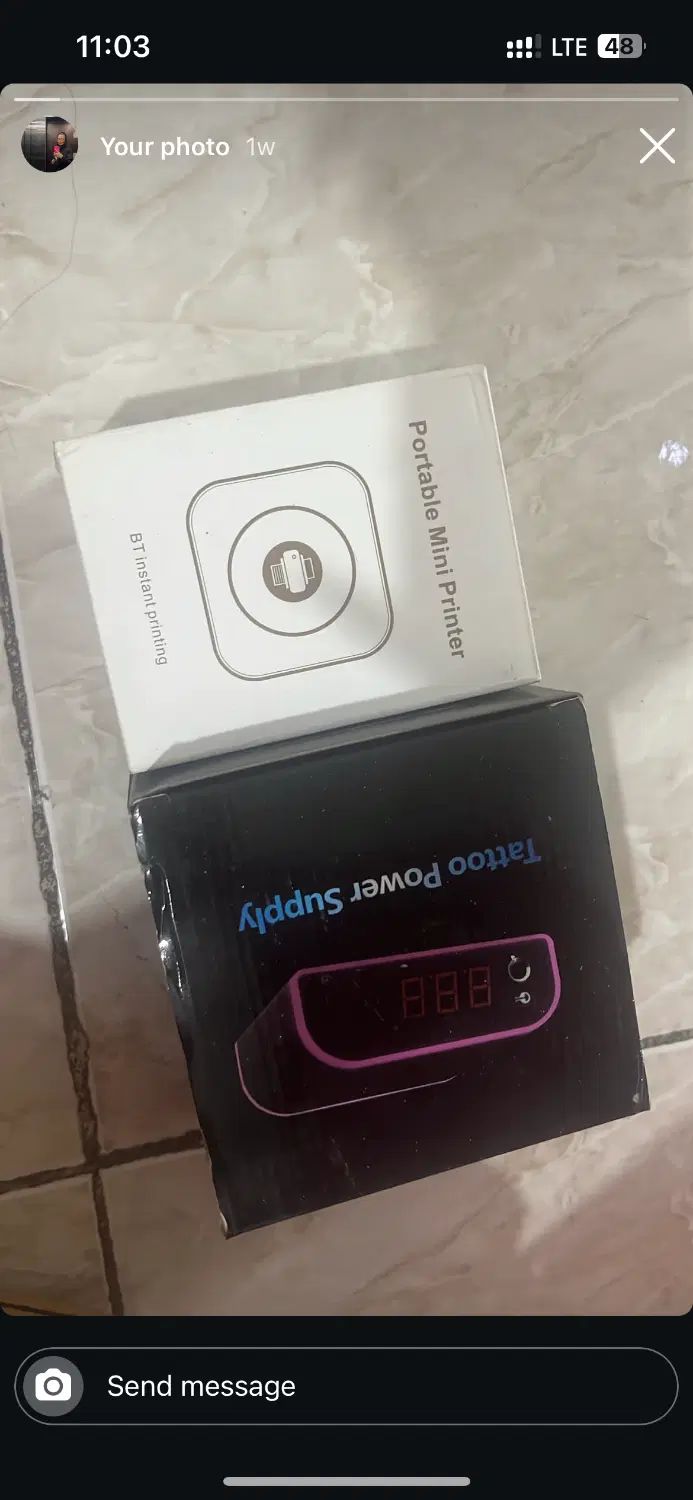 11:03
LTE 48
Your photo 1w
Portable Mini Printer
BT instant printing
Tattoo Power Supply
888
Send message